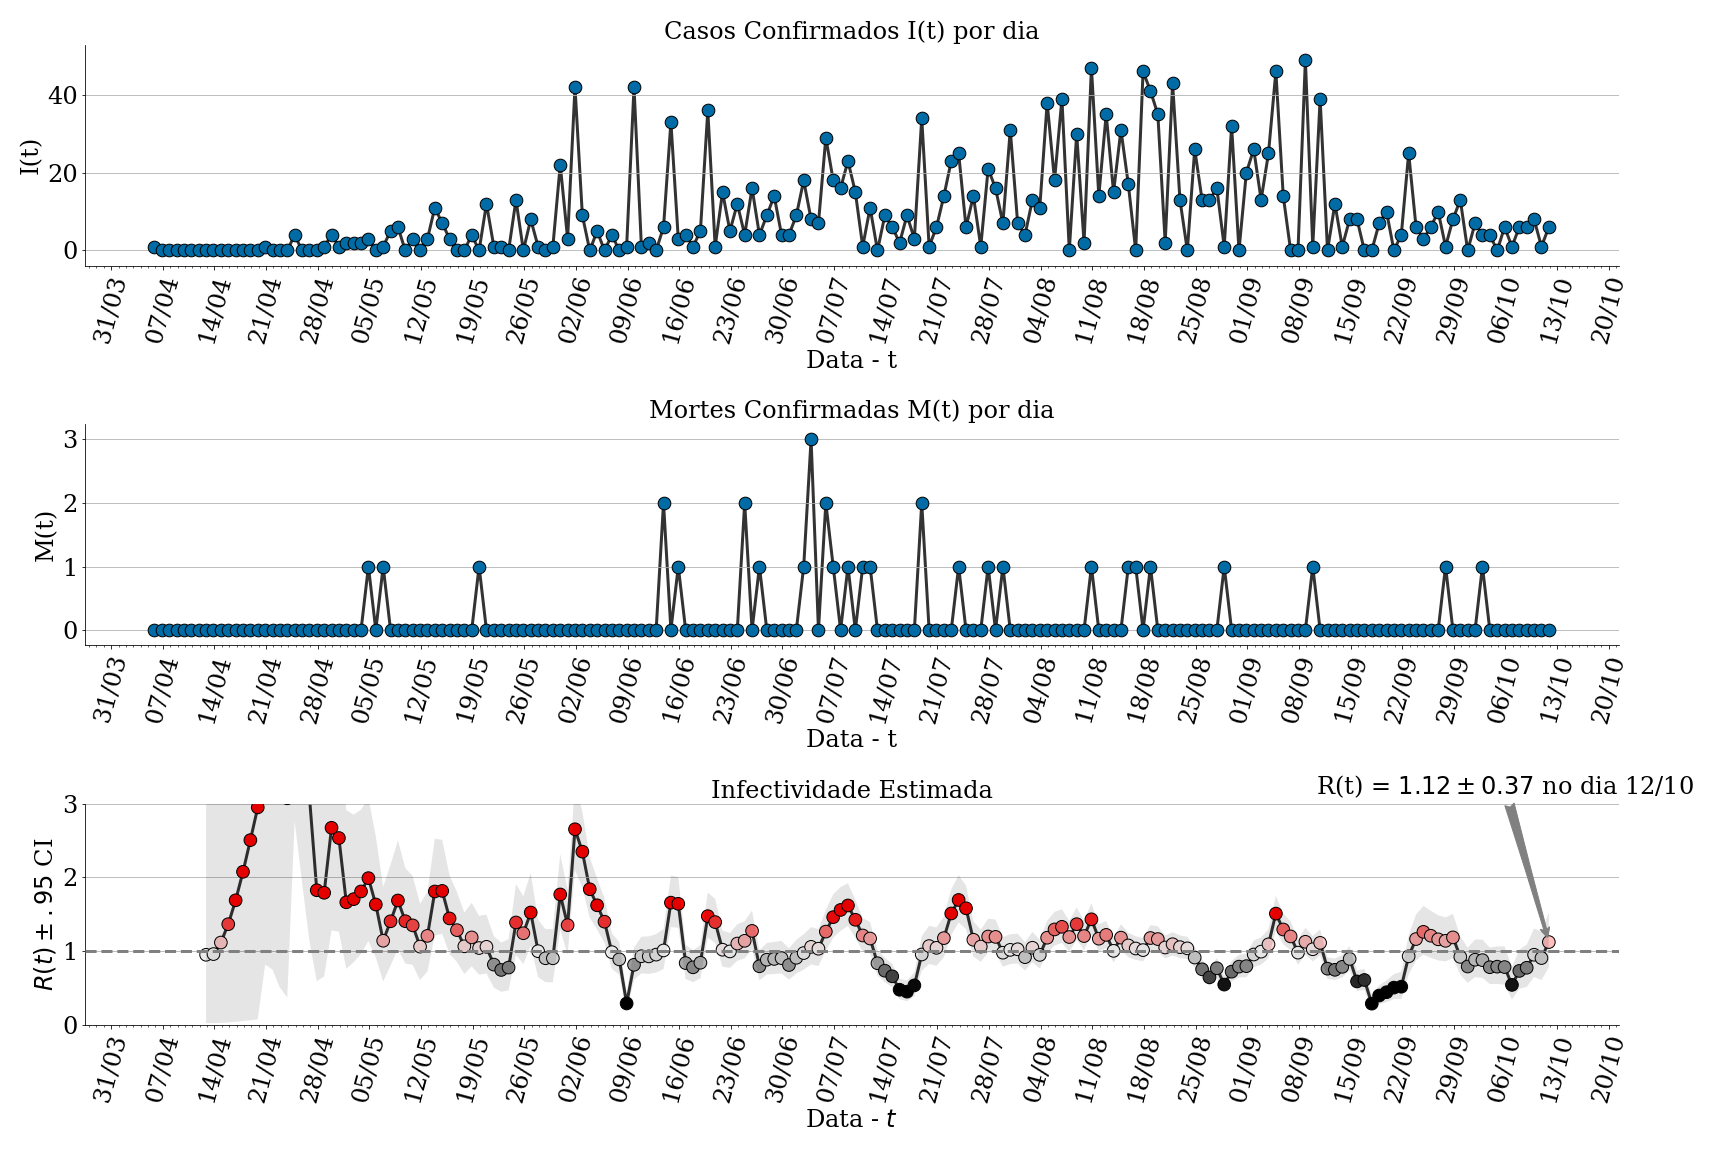 Casos Confirmados I(t) por dia
I(t)
40
20
0
31/03 07/04 14/04 21/04 28/04 05/05 12/05 19/05 26/05 02/06 09/06 16/06 23/06 30/06 07/07 14/07 21/07 28/07 04/08 11/08 18/08 25/08 01/09 08/09 15/09 22/09 29/09 06/10 13/10 20/10
Data - t
Mortes Confirmadas M(t) por dia
M(t)
3
2
1
0
31/03 07/04 14/04 21/04 28/04 05/05 12/05 19/05 26/05 02/06 09/06 16/06 23/06 30/06 07/07 14/07 21/07 28/07 04/08 11/08 18/08 25/08 01/09 08/09 15/09 22/09 29/09 06/10 13/10 20/10
Data - t
Infectividade Estimada
R(t) = 1.12 ± 0.37 no dia 12/10
R(t) ± .95 CI
3
2
1
0
31/03 07/04 14/04 21/04 28/04 05/05 12/05 19/05 26/05 02/06 09/06 16/06 23/06 30/06 07/07 14/07 21/07 28/07 04/08 11/08 18/08 25/08 01/09 08/09 15/09 22/09 29/09 06/10 13/10 20/10
Data - t